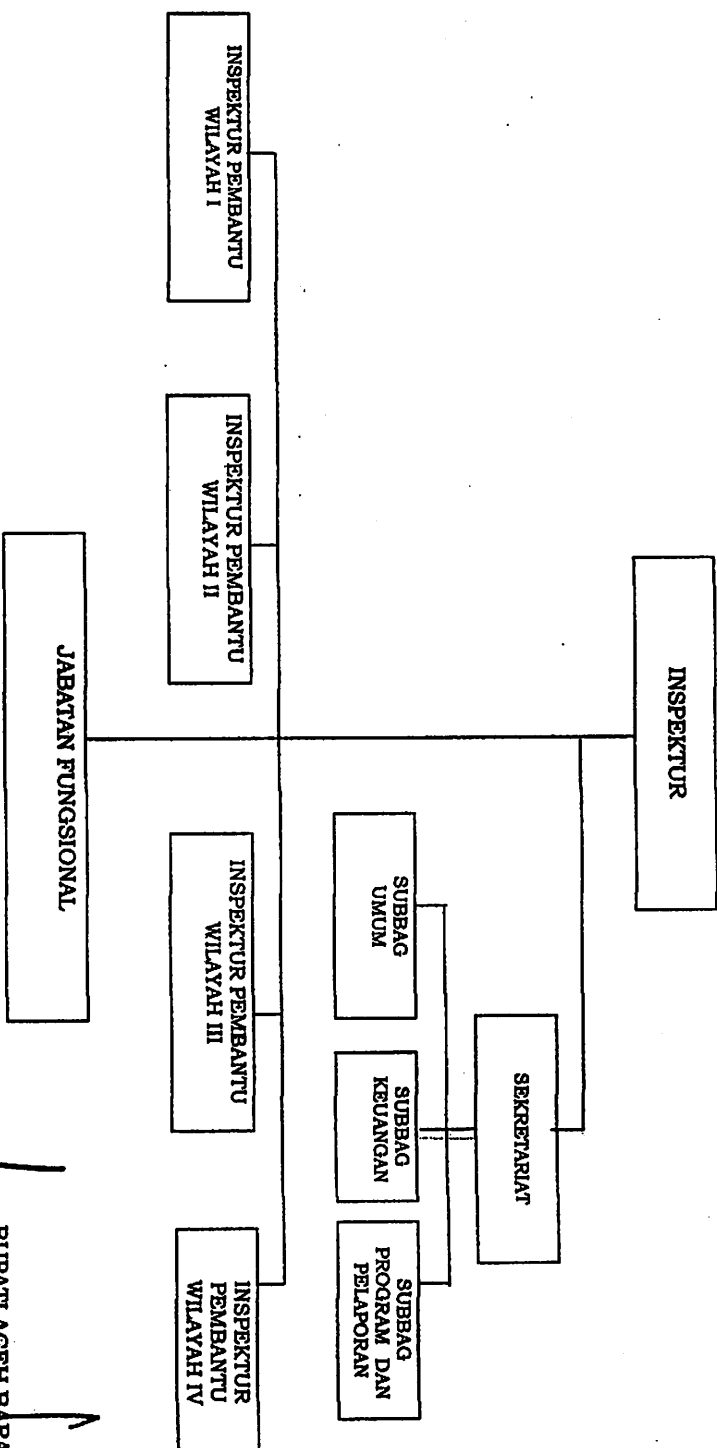 INSPEKTUR
SEKRETARIAT
SUBBAG
UMUM
SUBBAG
KEUANGAN
SUBBAG
PROGRAM DAN
PELAPORAN
INSPEKTUR PEMBANTU
WILAYAH I
INSPEKTUR PEMBANTU
WILAYAH II
INSPEKTUR PEMBANTU
WILAYAH III
INSPEKTUR
PEMBANTU
WILAYAH IV
JABATAN FUNGSIONAL